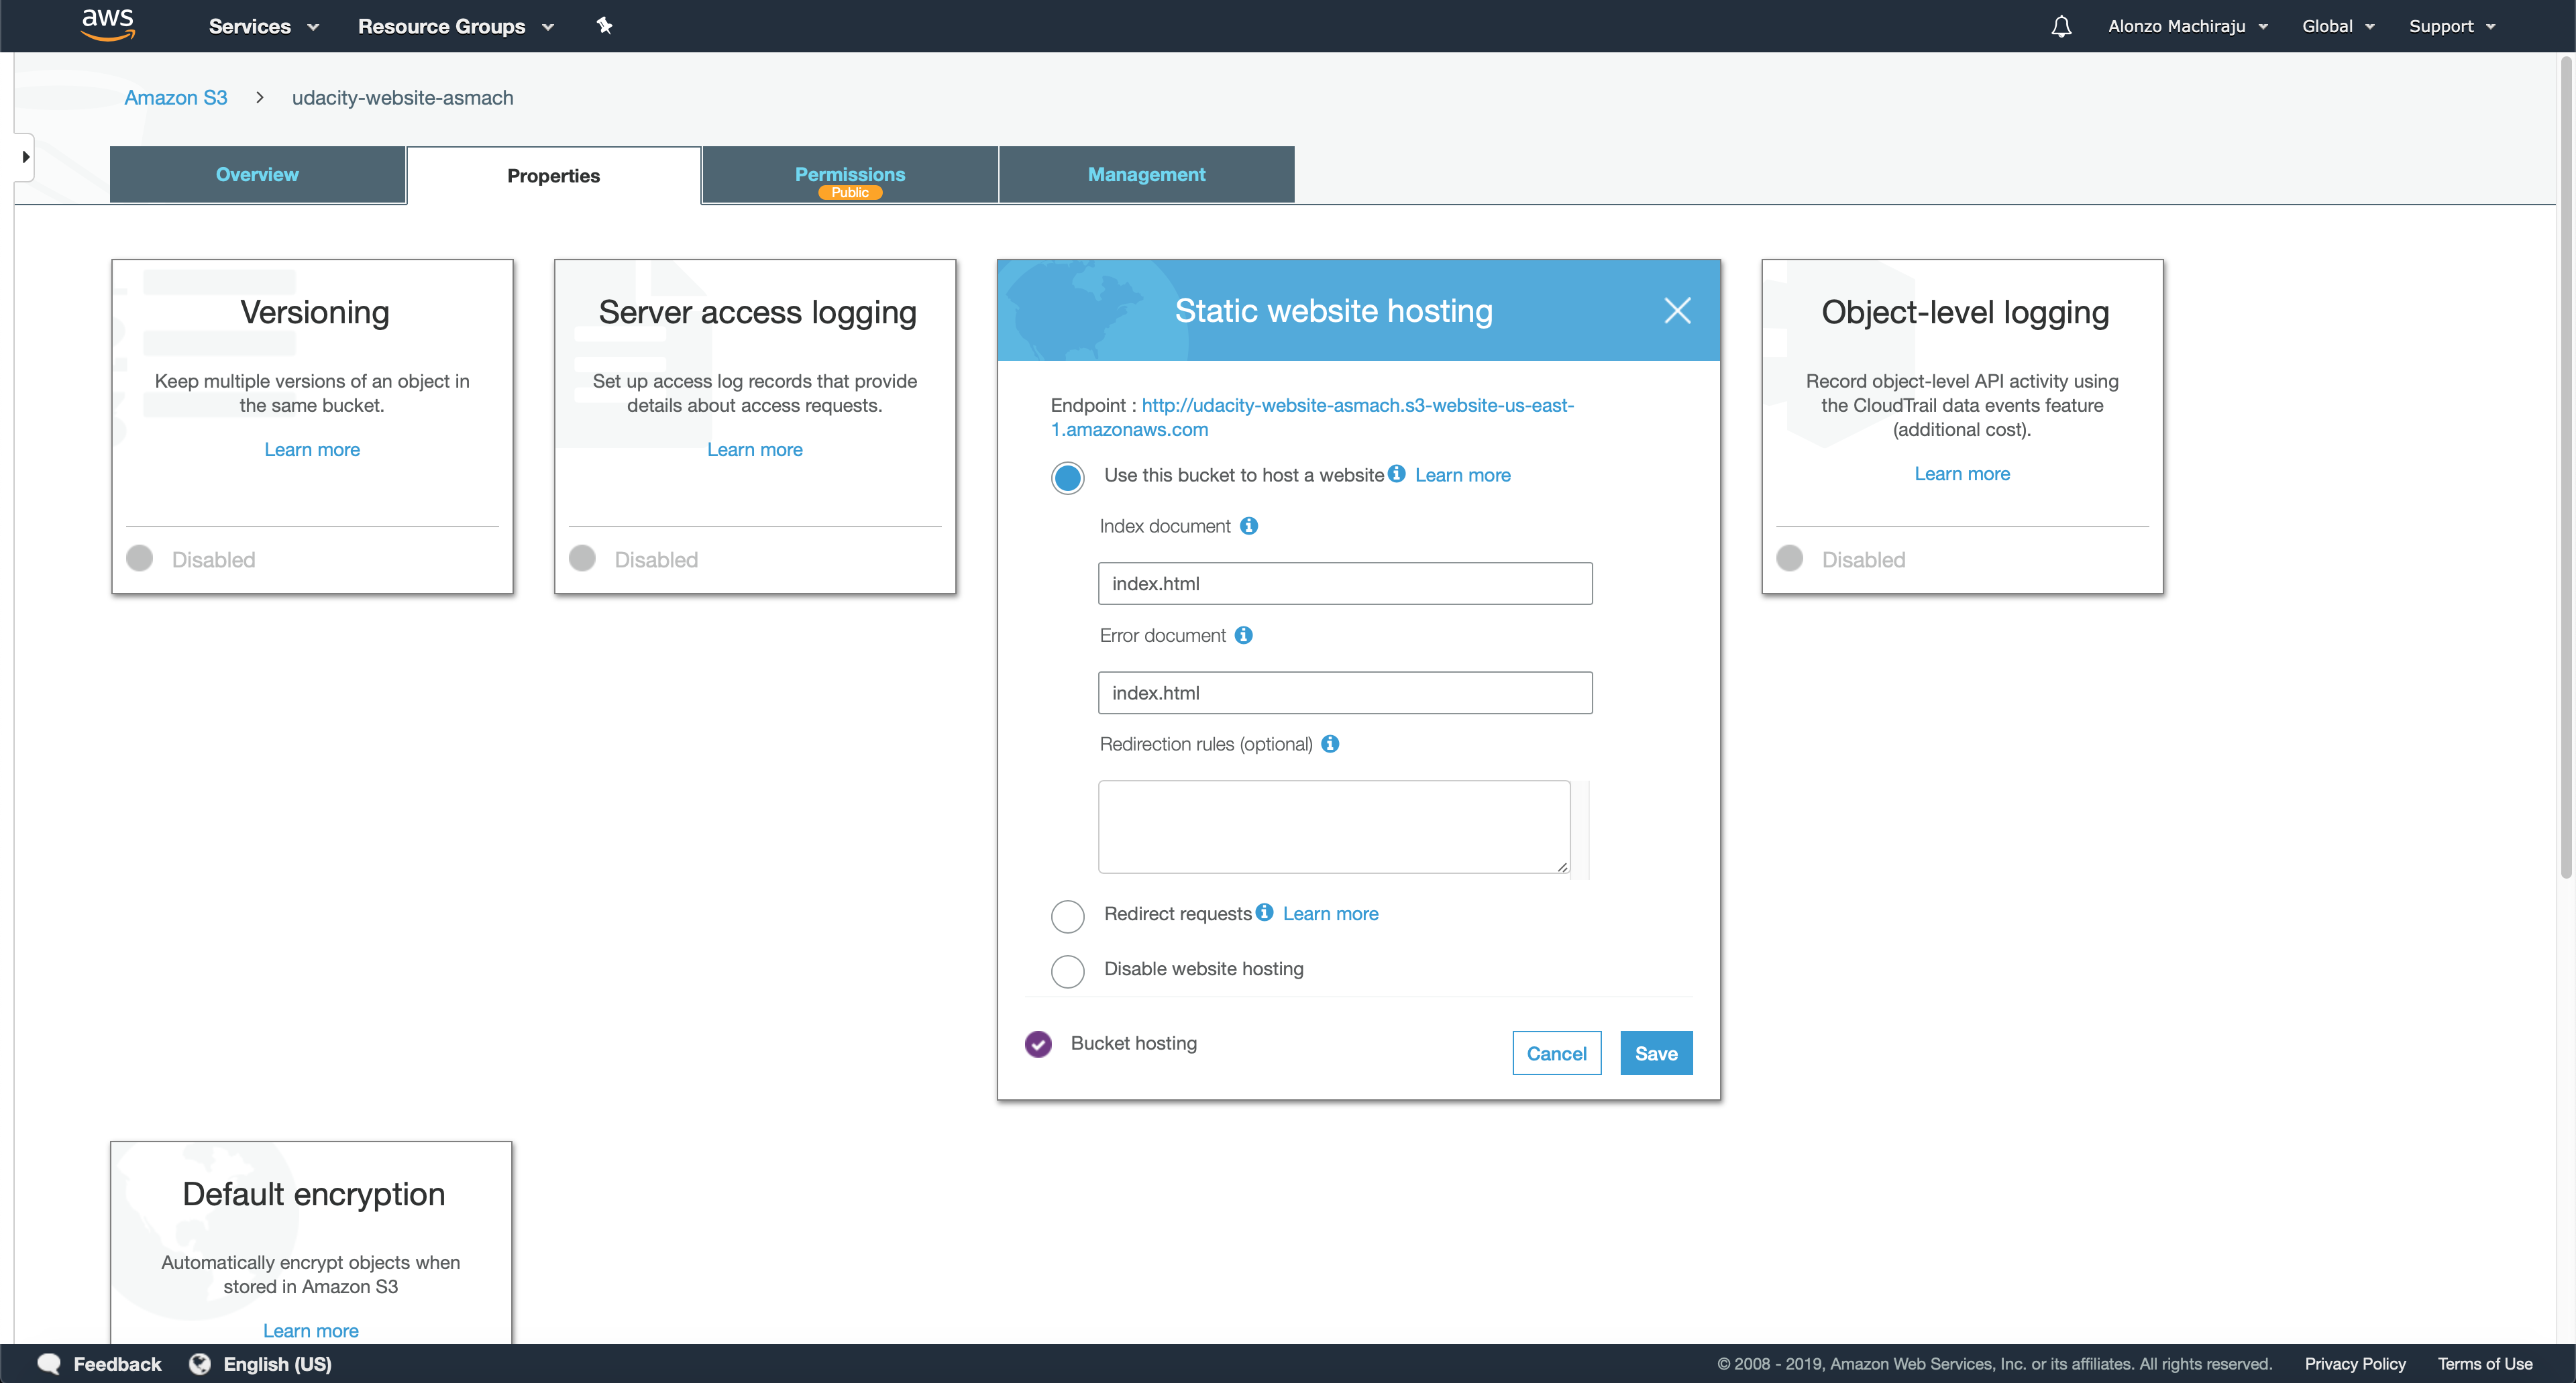 aws Services Resource Groups Alonzo Machiraju Global Support
Amazon S3 > udacity-website-asmach
Overview
Properties
Permissions
Public
Management
Versioning
Keep multiple versions of an object in
the same bucket.
Learn more
Disabled
Server access logging
Set up access log records that provide
details about access requests.
Learn more
Disabled
Static website hosting
Endpoint : http://udacity-website-asmach.s3-website-us-east-
1.amazonaws.com
Use this bucket to host a website Learn more
Index document
index.html
Error document
index.html
Redirection rules (optional)
Redirect requests Learn more
Disable website hosting
Bucket hosting
Cancel Save
Object-level logging
Record object-level API activity using
the CloudTrail data events feature
(additional cost).
Learn more
Disabled
Default encryption
Automatically encrypt objects when
stored in Amazon S3
Learn more
Feedback English (US) © 2008 - 2019, Amazon Web Services, Inc. or its affiliates. All rights reserved. Privacy Policy Terms of Use